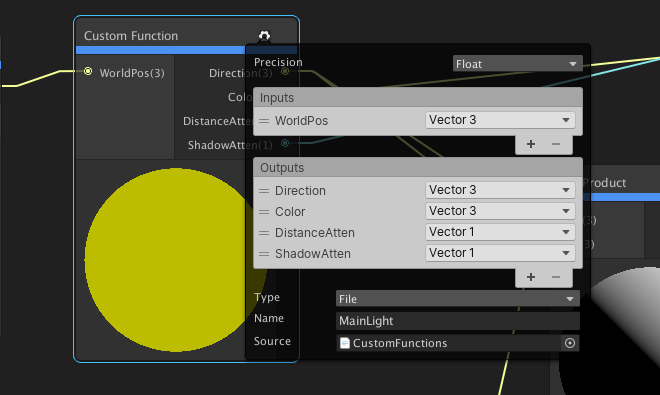 Custom Function
WorldPos(3)
Direction(3)
Colo
DistanceAtten
ShadowAtten(1)
Precision
Float
Inputs
WorldPos
Vector 3
+ −
Outputs
Direction
Vector 3
Color
Vector 3
DistanceAtten
Vector 1
ShadowAtten
Vector 1
+ −
Type
File
Name
MainLight
Source
CustomFunctions
Product
(3)
3)